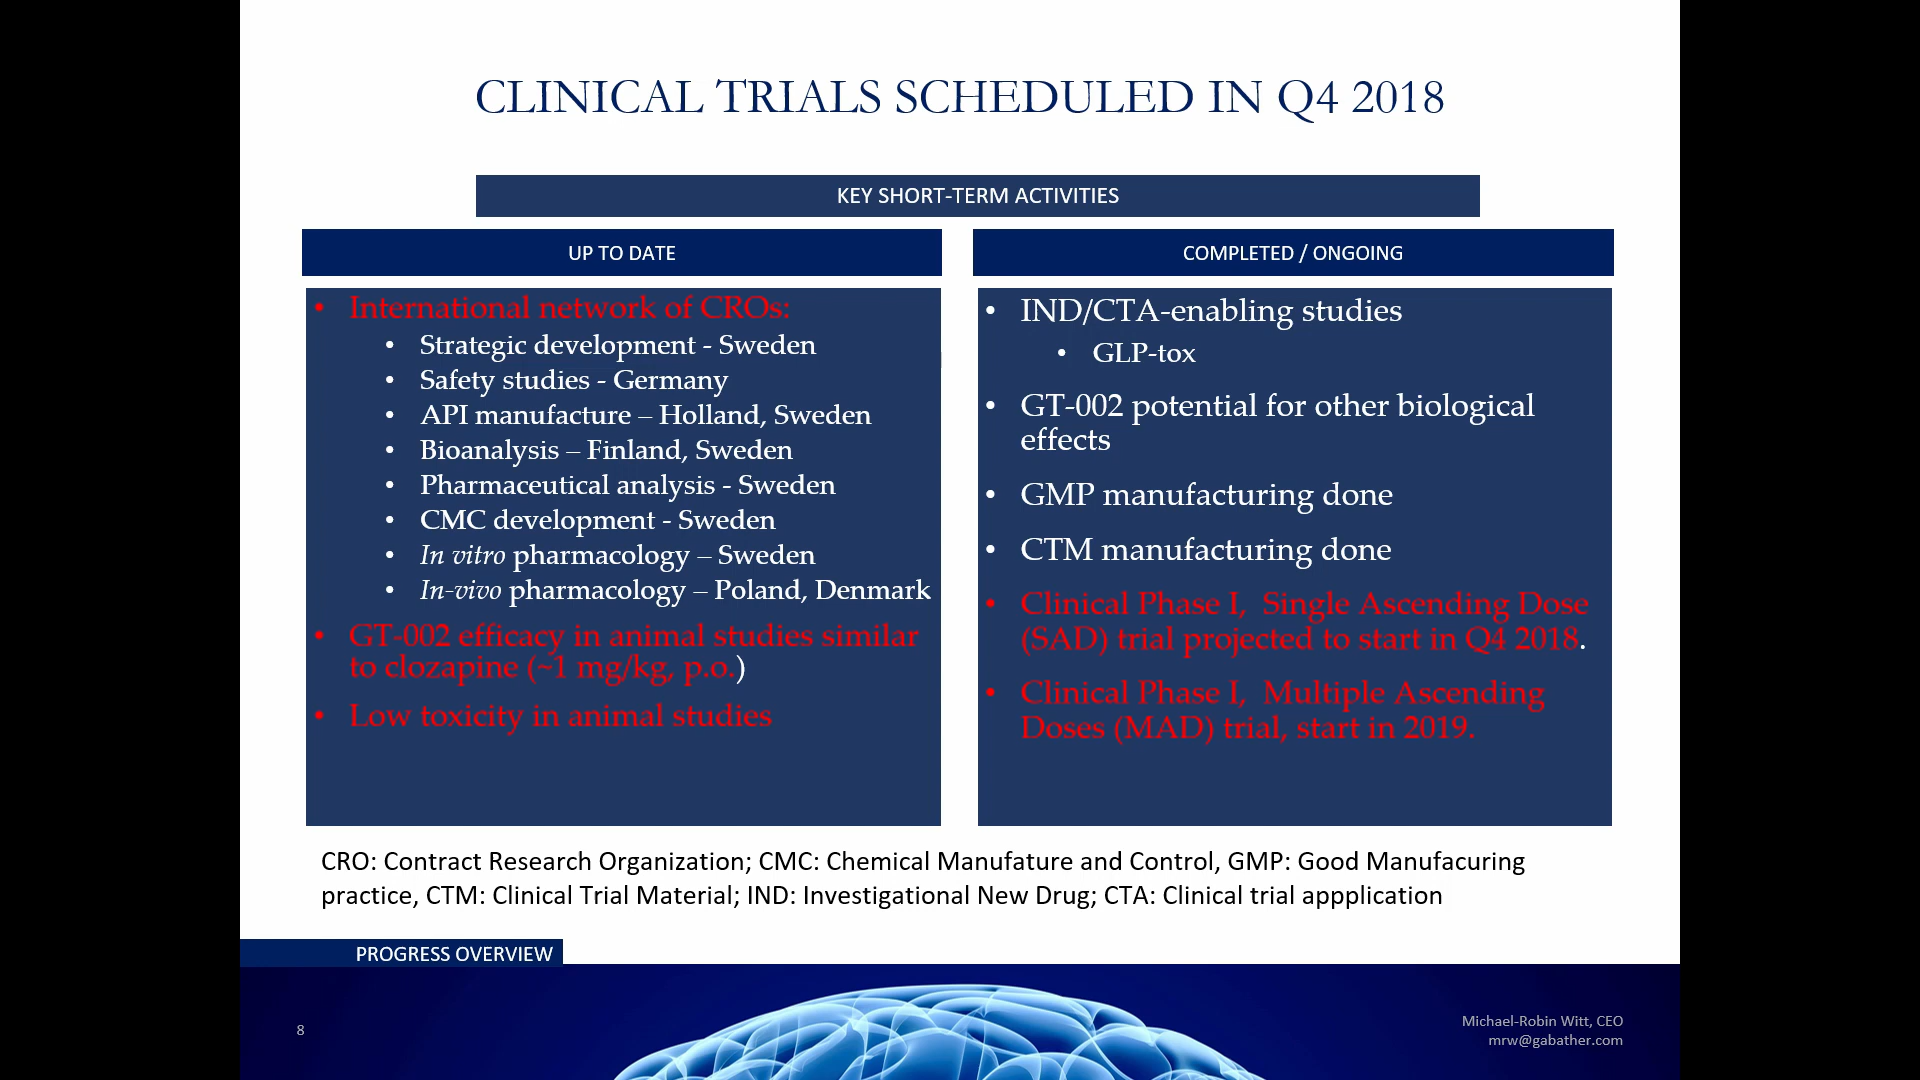 CLINICAL TRIALS SCHEDULED IN Q4 2018
KEY SHORT-TERM ACTIVITIES
UP TO DATE
• International network of CROs:
• Strategic development - Sweden
• Safety studies - Germany
• API manufacture – Holland, Sweden
• Bioanalysis – Finland, Sweden
• Pharmaceutical analysis - Sweden
• CMC development - Sweden
• In vitro pharmacology – Sweden
• In-vivo pharmacology – Poland, Denmark
• GT-002 efficacy in animal studies similar
to clozapine (~1 mg/kg, p.o.)
• Low toxicity in animal studies
COMPLETED / ONGOING
• IND/CTA-enabling studies
• GLP-tox
• GT-002 potential for other biological
effects
• GMP manufacturing done
• CTM manufacturing done
• Clinical Phase I,  Single Ascending Dose
(SAD) trial projected to start in Q4 2018.
• Clinical Phase I,  Multiple Ascending
Doses (MAD) trial, start in 2019.
CRO: Contract Research Organization; CMC: Chemical Manufature and Control, GMP: Good Manufacuring
practice, CTM: Clinical Trial Material; IND: Investigational New Drug; CTA: Clinical trial appplication
PROGRESS OVERVIEW
8
Michael-Robin Witt, CEO
mrw@gabather.com